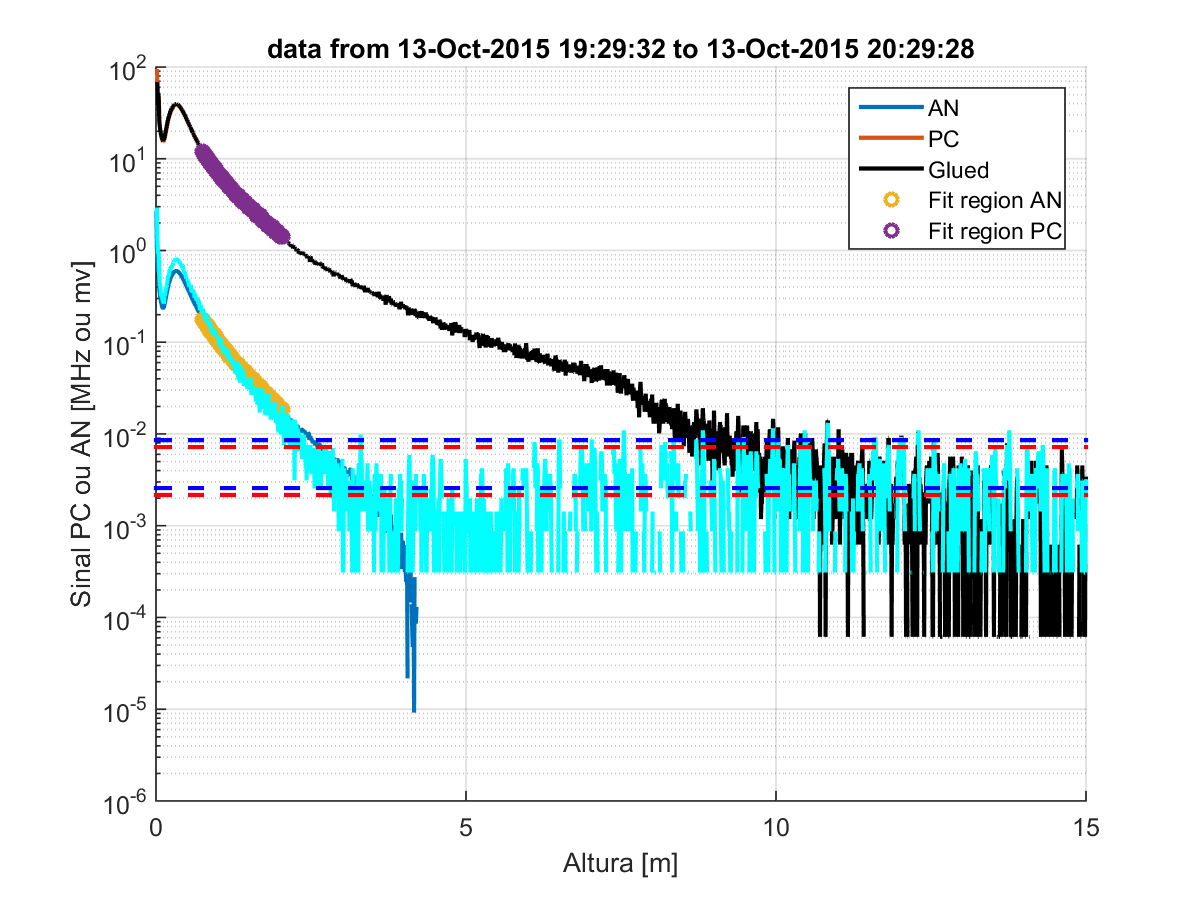 data from 13-Oct-2015 19:29:32 to 13-Oct-2015 20:29:28
AN
PC
Glued
Fit region AN
Fit region PC
Sinal PC ou AN [MHz ou mv]
10^2
10^1
10^0
10^-1
10^-2
10^-3
10^-4
10^-5
10^-6
0 5 10 15
Altura [m]